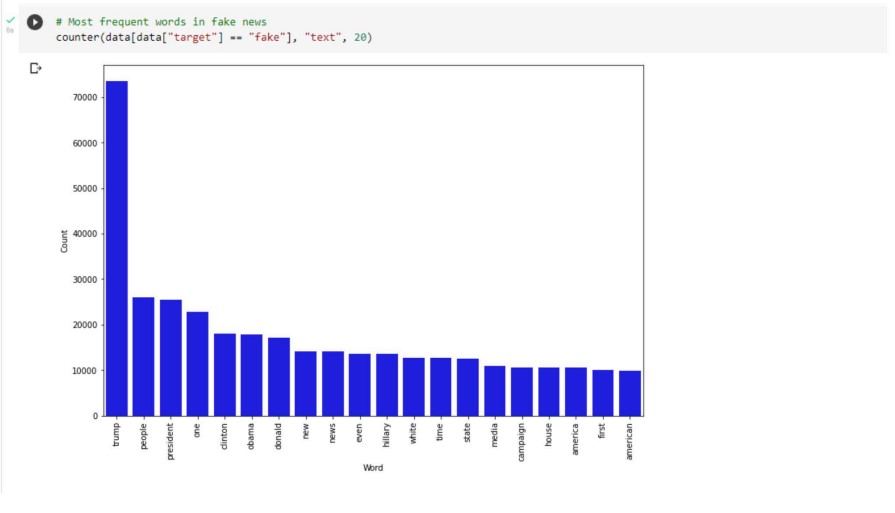 # Most frequent words in fake news
counter(data[data["target"] == "fake"], "text", 20)
70000
60000
50000
40000
30000
20000
10000
0
Count
trump
people
president
one
clinton
obama
donald
new
news
even
hillary
white
time
state
media
campaign
house
america
first
american
Word